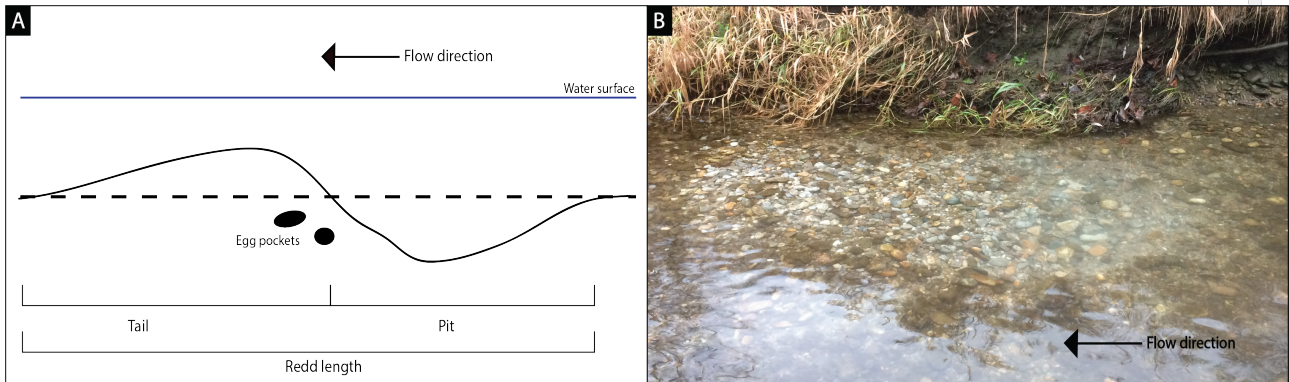 A
Flow direction
Water surface
Egg pockets
Tail
Pit
Redd length
B
Flow direction